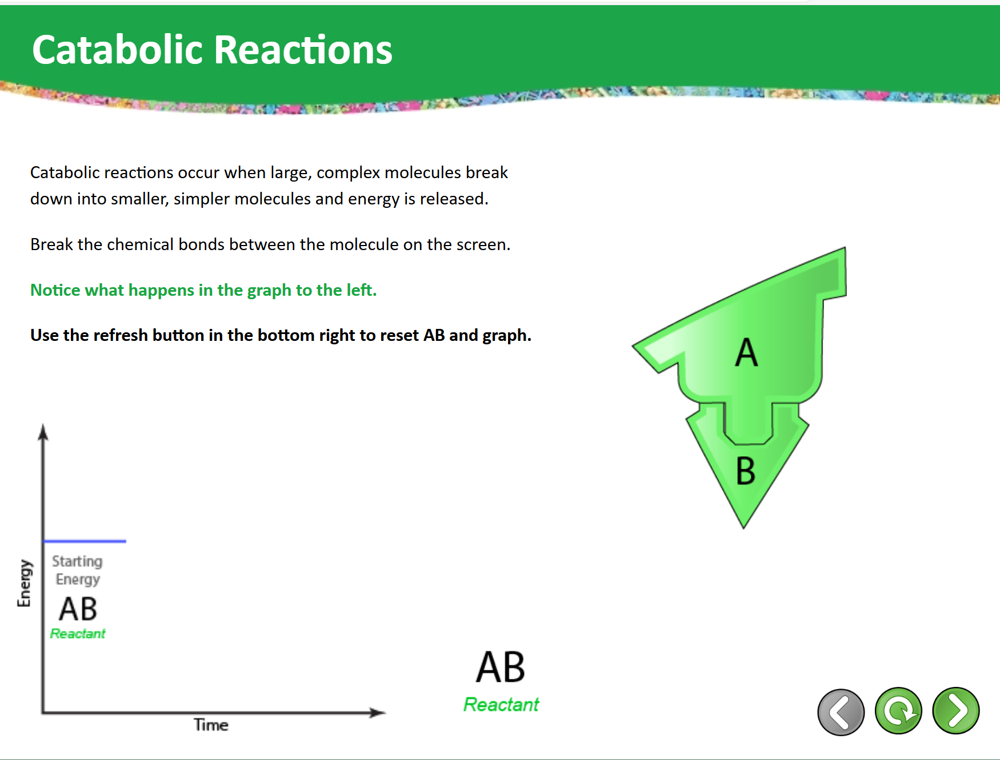 Catabolic Reactions
Catabolic reactions occur when large, complex molecules break
down into smaller, simpler molecules and energy is released.
Break the chemical bonds between the molecule on the screen.
Notice what happens in the graph to the left.
Use the refresh button in the bottom right to reset AB and graph.
A
B
Energy
Starting
Energy
AB
Reactant
Time
AB
Reactant